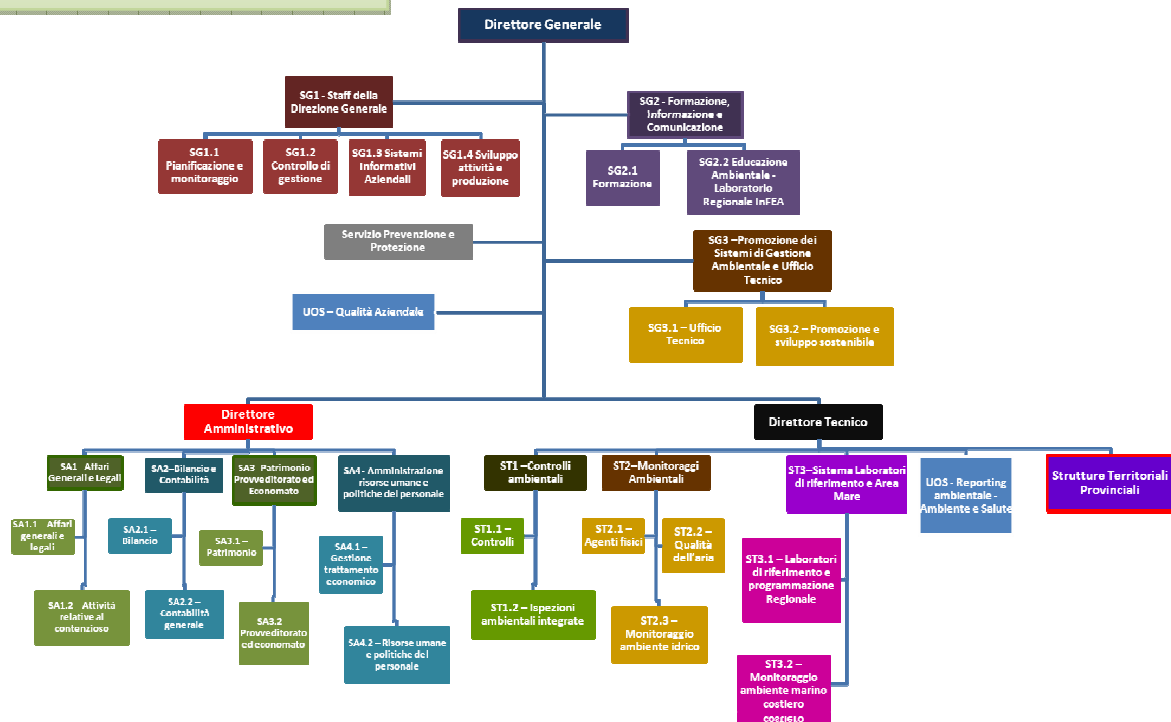 Direttore Generale
SG1 - Staff della
Direzione Generale
SG2 - Formazione,
Informazione e
Comunicazione
SG1.1
Pianificazione e
monitoraggio
SG1.2
Controllo di
gestione
SG1.3 Sistemi
Informativi
Aziendali
SG1.4 Sviluppo
attività e
produzione
SG2.1
Formazione
SG2.2 Educazione
Ambientale -
Laboratorio
Regionale InFEA
Servizio Prevenzione e
Protezione
SG3 –Promozione dei
Sistemi di Gestione
Ambientale e Ufficio
Tecnico
UOS – Qualità Aziendale
SG3.1 – Ufficio
Tecnico
SG3.2 – Promozione e
sviluppo sostenibile
Direttore
Amministrativo
Direttore Tecnico
SA1 Affari
Generali e Legali
SA2–Bilancio e
Contabilità
SA3 Patrimonio
Provveditorato ed
Economato
SA4 - Amministrazione
risorse umane e
politiche del personale
ST1 –Controlli
ambientali
ST2–Monitoraggi
Ambientali
ST3–Sistema Laboratori
di riferimento e Area
Mare
UOS - Reporting
ambientale -
Ambiente e Salute
Strutture Territoriali
Provinciali
SA1.1 Affari
generali e
legali
SA2.1 –
Bilancio
SA3.1 –
Patrimonio
SA4.1 –
Gestione
trattamento
economico
ST1.1 –
Controlli
ST2.1 –
Agenti fisici
ST2.2 –
Qualità
dell'aria
ST3.1 – Laboratori
di riferimento e
programmazione
Regionale
SA1.2 Attività
relative al
contenzioso
SA2.2 –
Contabilità
generale
SA3.2
Provveditorato
ed economato
SA4.2 – Risorse umane
e politiche del
personale
ST1.2 – Ispezioni
ambientali integrate
ST2.3 –
Monitoraggio
ambiente idrico
ST3.2 –
Monitoraggio
ambiente marino
costiero